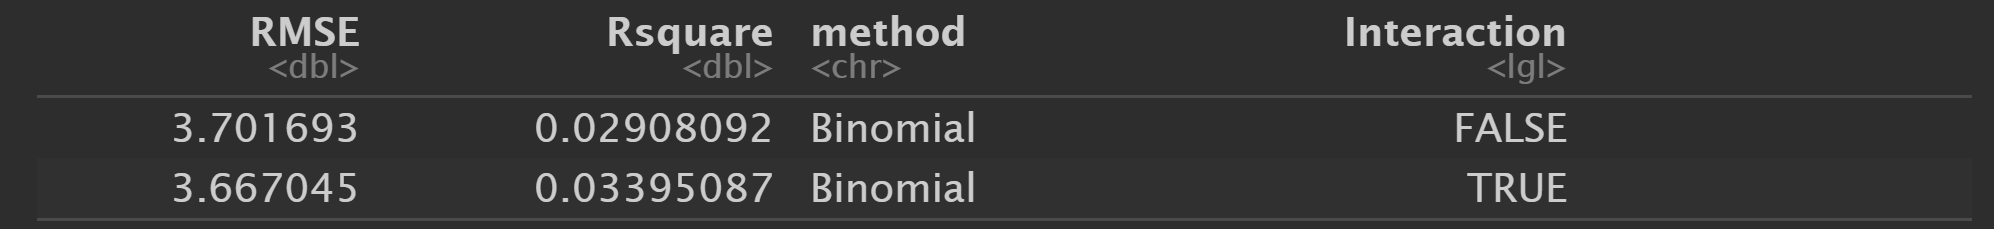 RMSE Rsquare method Interaction
<dbl> <dbl> <chr> <lgl>
3.701693 0.02908092 Binomial FALSE
3.667045 0.03395087 Binomial TRUE